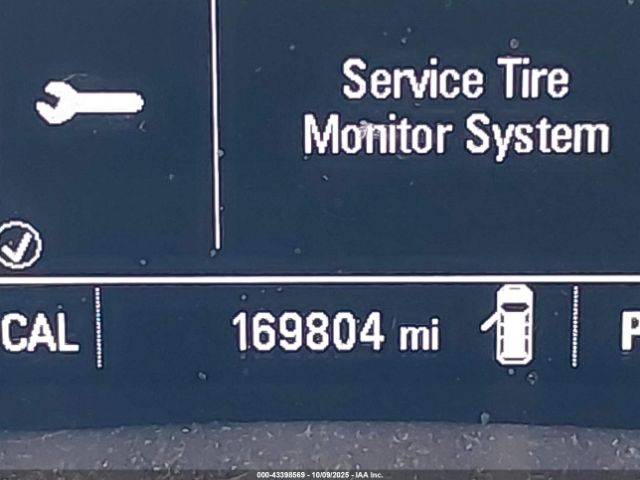 Service Tire
Monitor System
CAL
169804 mi
P
000-43398569 - 10/09/2025 - IAA Inc.